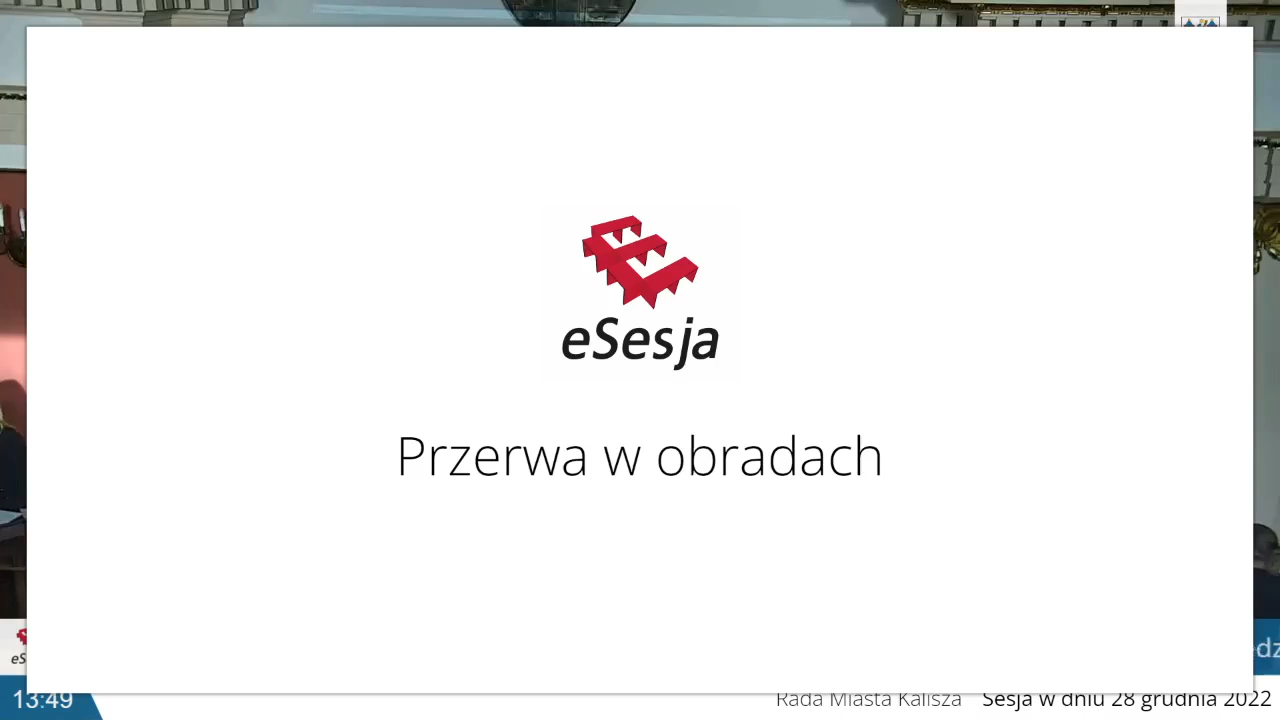 eSesja
Przerwa w obradach
13:49
Rada Miasta Kalisza Sesja w dniu 28 grudnia 2022